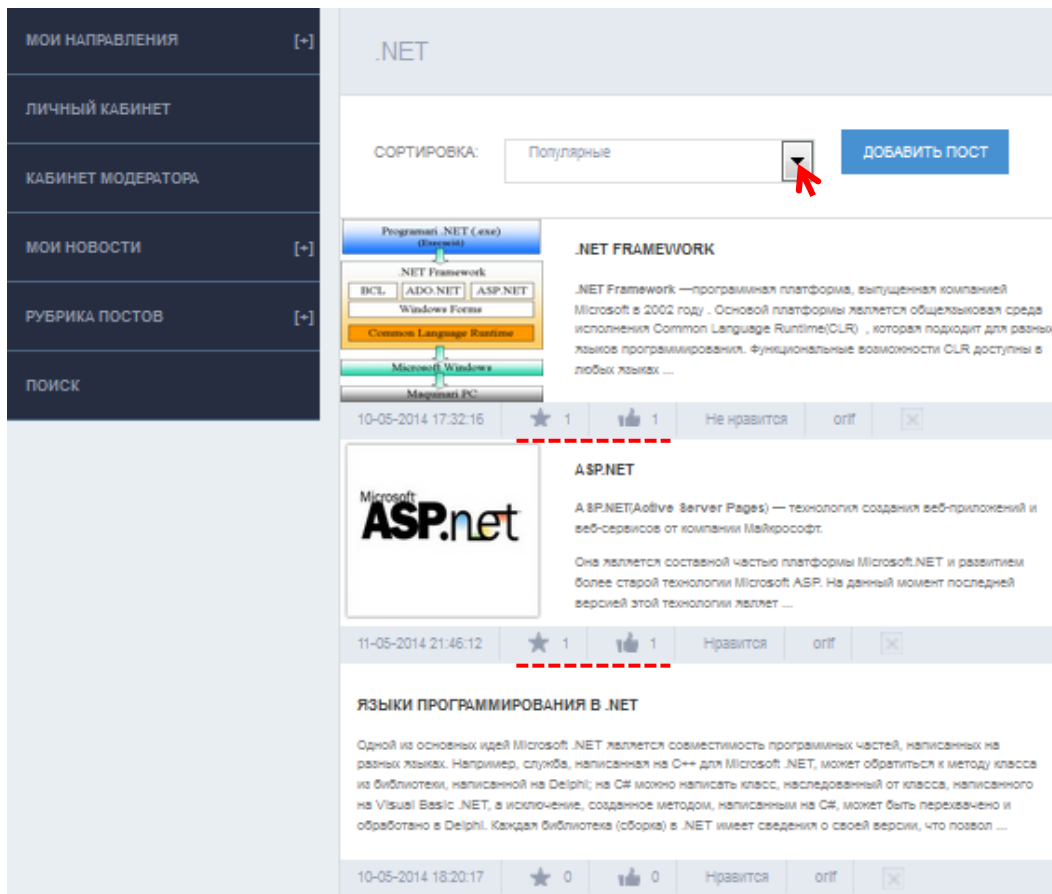 МОИ НАПРАВЛЕНИЯ [+]
ЛИЧНЫЙ КАБИНЕТ
КАБИНЕТ МОДЕРАТОРА
МОИ НОВОСТИ [+]
РУБРИКА ПОСТОВ [+]
ПОИСК
.NET
СОРТИРОВКА: Популярные ДОБАВИТЬ ПОСТ
Programari .NET (.exe)
(Execució)
.NET Framework
BCL ADO.NET ASP.NET
Windows Forms
Common Language Runtime
Microsoft Windows
Maquinari PC
.NET FRAMEWORK
.NET Framework —программная платформа, выпущенная компанией
Microsoft в 2002 году . Основой платформы является общеязыковая среда
исполнения Common Language Runtime(CLR) , которая подходит для разных
языков программирования. Функциональные возможности CLR доступны в
любых языках ...
10-05-2014 17:32:16 1 1 Не нравится orif
Microsoft
ASP.net
ASP.NET
ASP.NET(Active Server Pages) — технология создания веб-приложений и
веб-сервисов от компании Майкрософт.
Она является составной частью платформы Microsoft.NET и развитием
более старой технологии Microsoft ASP. На данный момент последней
версией этой технологии являет ...
11-05-2014 21:46:12 1 1 Нравится orif
ЯЗЫКИ ПРОГРАММИРОВАНИЯ В .NET
Одной из основных идей Microsoft .NET является совместимость программных частей, написанных на
разных языках. Например, служба, написанная на C++ для Microsoft .NET, может обратиться к методу класса
из библиотеки, написанной на Delphi; на C# можно написать класс, наследованный от класса, написанного
на Visual Basic .NET, а исключение, созданное методом, написанным на C#, может быть перехвачено и
обработано в Delphi. Каждая библиотека (сборка) в .NET имеет сведения о своей версии, что позвол ...
10-05-2014 18:20:17 0 0 Нравится orif